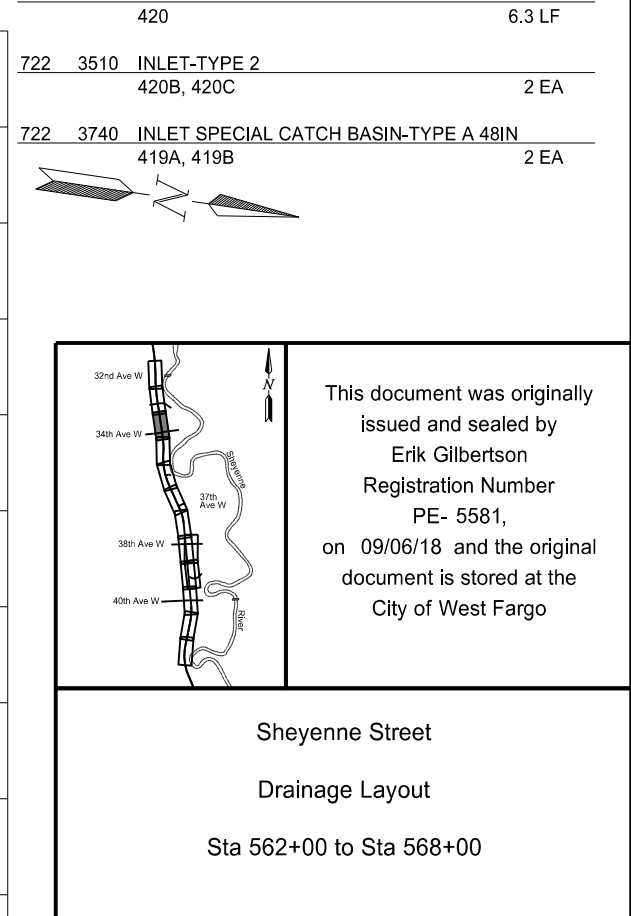 420 6.3 LF
722 3510 INLET-TYPE 2
420B, 420C 2 EA
722 3740 INLET SPECIAL CATCH BASIN-TYPE A 48IN
419A, 419B 2 EA
N
32nd Ave W
N
34th Ave W
Sheyenne
37th
Ave W
38th Ave W
40th Ave W
River
This document was originally
issued and sealed by
Erik Gilbertson
Registration Number
PE- 5581,
on 09/06/18 and the original
document is stored at the
City of West Fargo
Sheyenne Street
Drainage Layout
Sta 562+00 to Sta 568+00